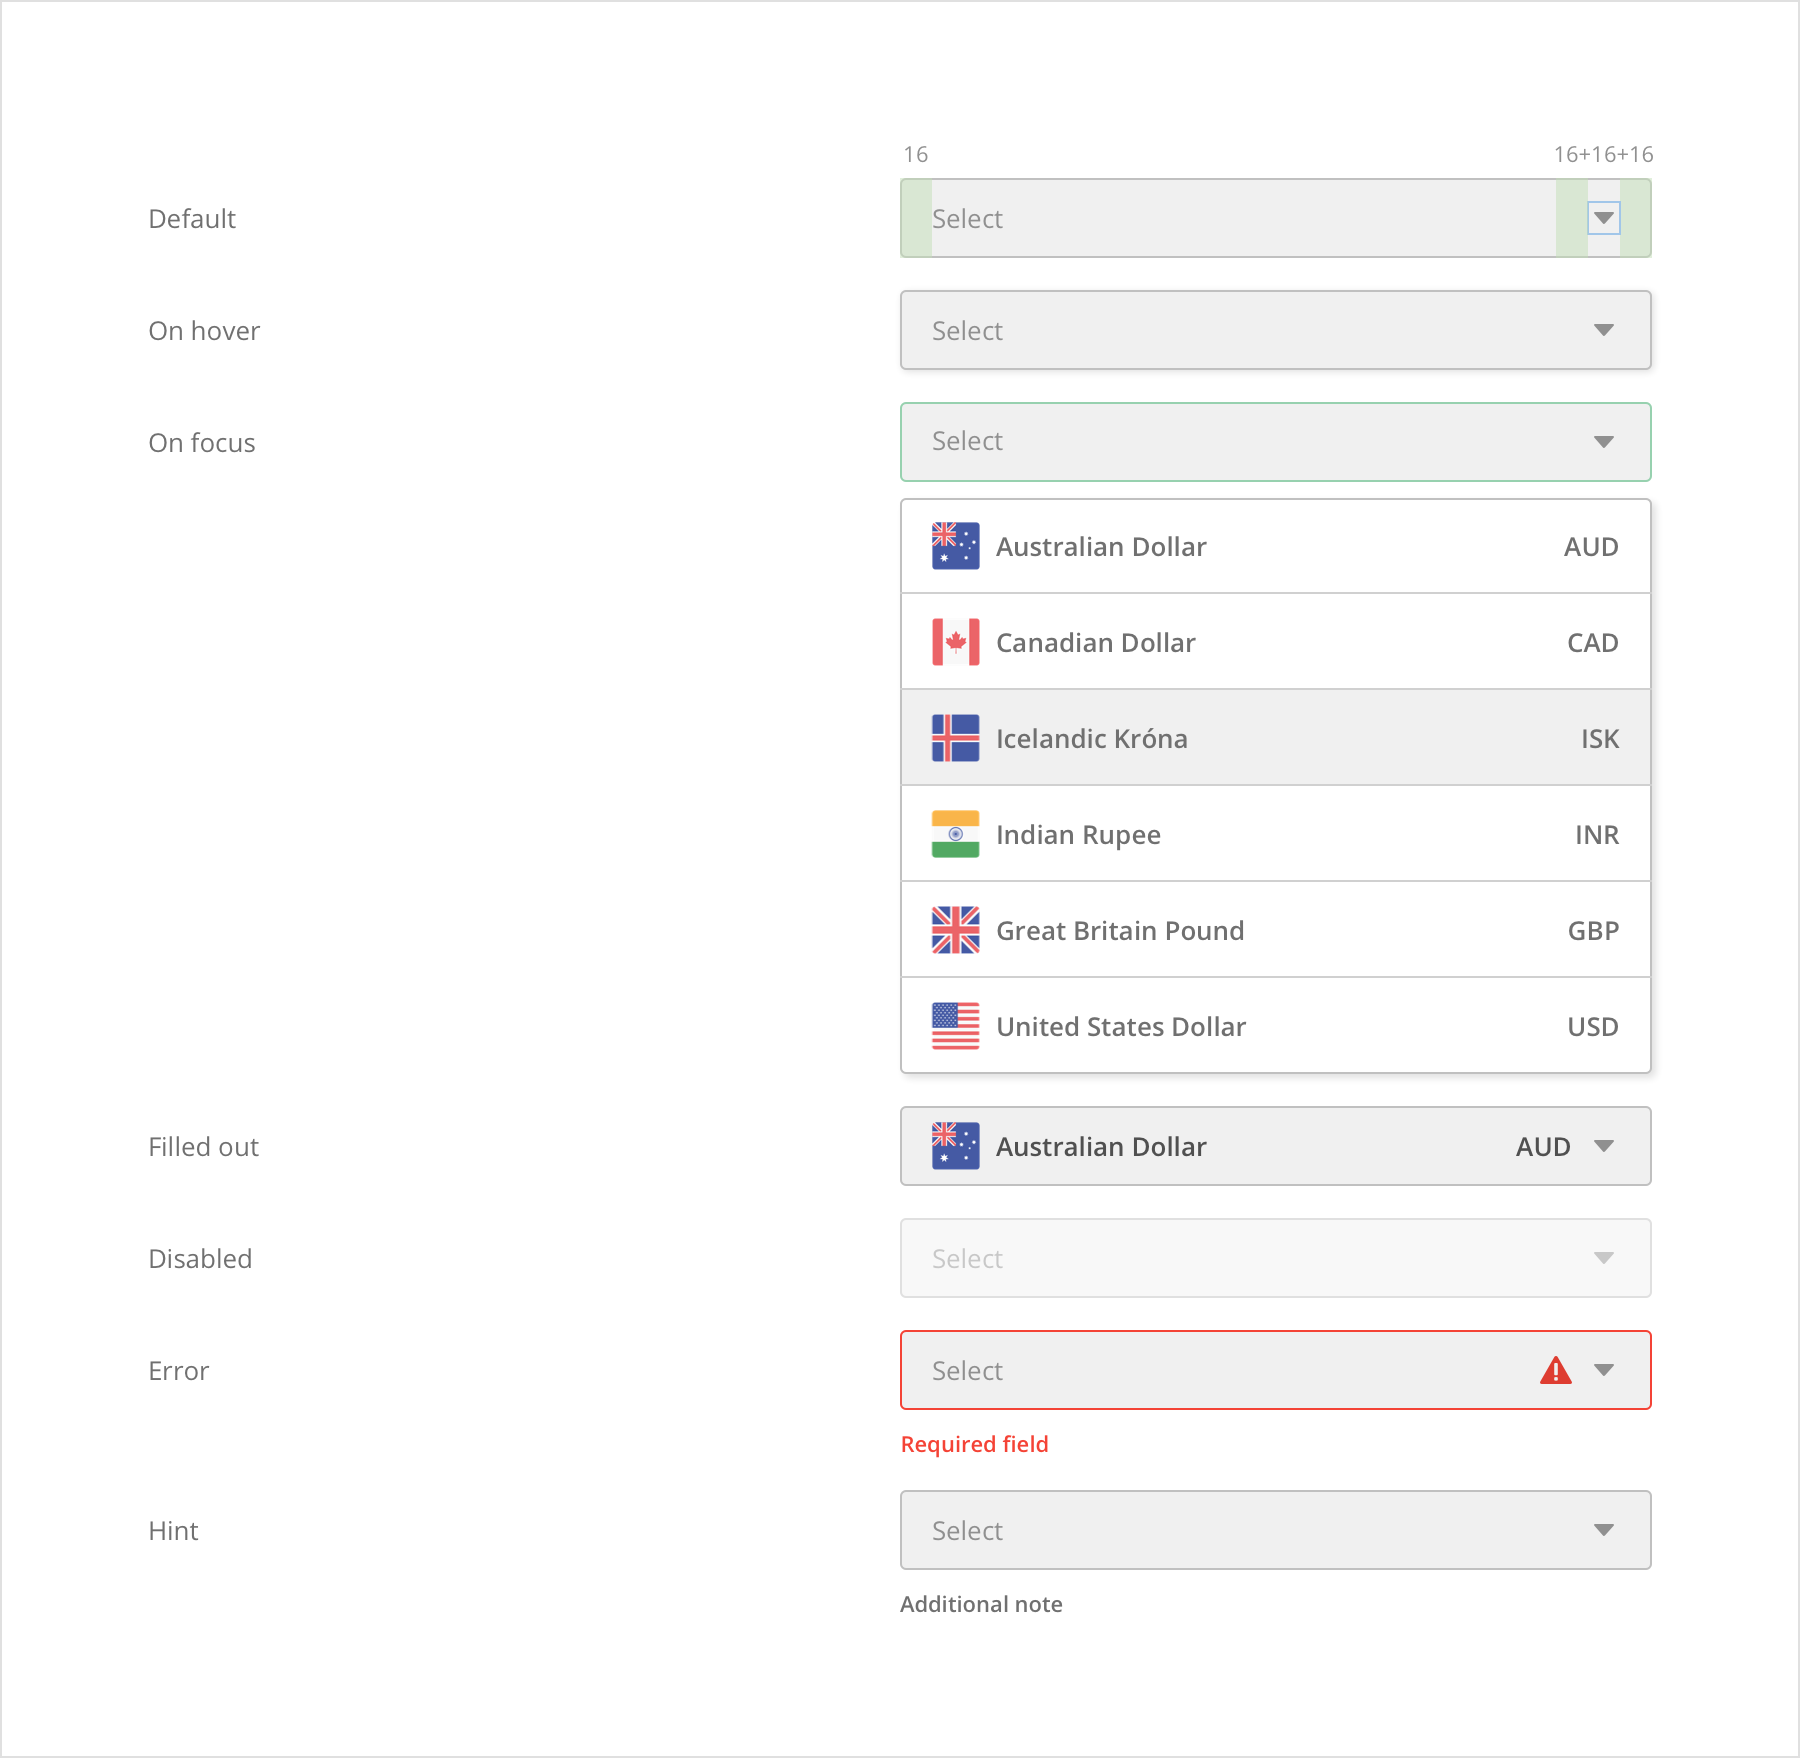 16 16+16+16
Default Select
On hover Select
On focus Select
Australian Dollar AUD
Canadian Dollar CAD
Icelandic Króna ISK
Indian Rupee INR
Great Britain Pound GBP
United States Dollar USD
Filled out Australian Dollar AUD
Disabled Select
Error Select
Required field
Hint Select
Additional note